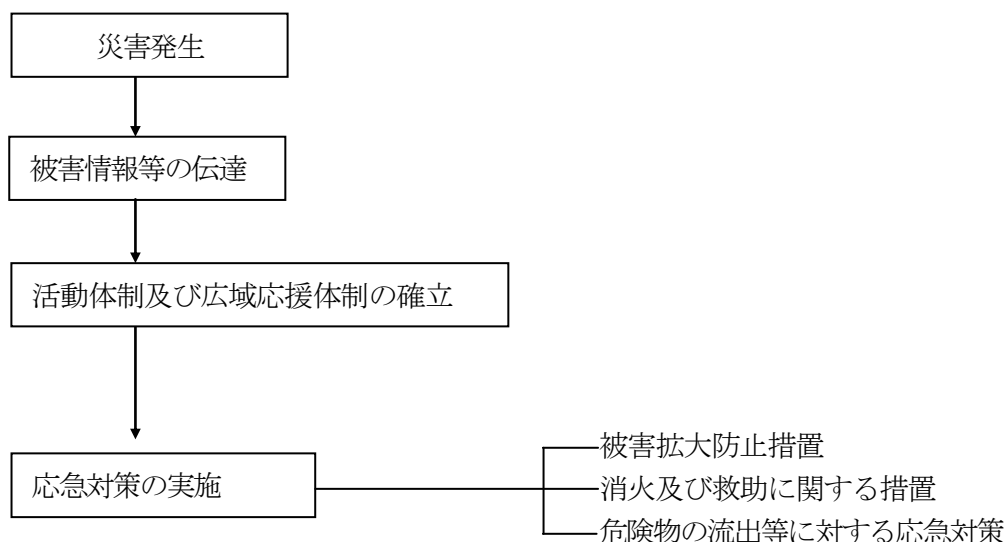 災害発生
被害情報等の伝達
活動体制及び広域応援体制の確立
応急対策の実施
被害拡大防止措置
消火及び救助に関する措置
危険物の流出等に対する応急対策